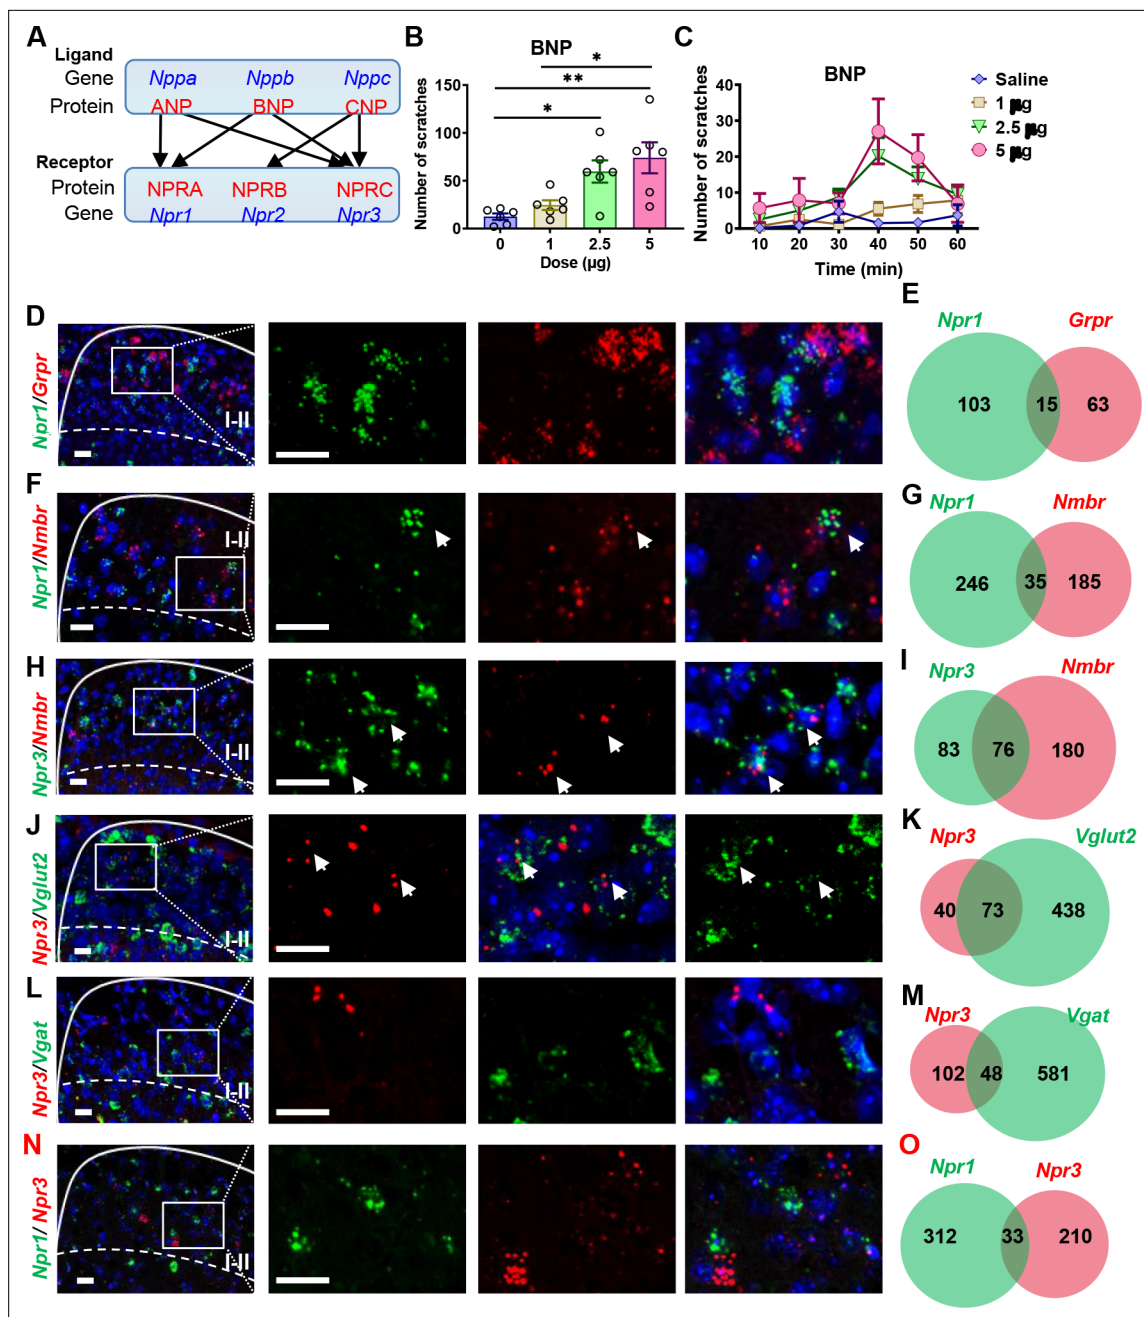 A
Ligand
Gene Nppa Nppb Nppc
Protein ANP BNP CNP
Receptor
Protein NPRA NPRB NPRC
Gene Npr1 Npr2 Npr3
B
BNP
*
**
*
Number of scratches
150
100
50
0
0 1 2.5 5
Dose (µg)
C
BNP
Number of scratches
40
30
20
10
0
10 20 30 40 50 60
Time (min)
Saline
1 µg
2.5 µg
5 µg
D
Npr1/Grpr
I-II
E
Npr1 Grpr
103 15 63
F
Npr1/Nmbr
I-II
G
Npr1 Nmbr
246 35 185
H
Npr3/Nmbr
I-II
I
Npr3 Nmbr
83 76 180
J
Npr3/Vglut2
I-II
K
Npr3 Vglut2
40 73 438
L
Npr3/Vgat
I-II
M
Npr3 Vgat
102 48 581
N
Npr1/ Npr3
I-II
O
Npr1 Npr3
312 33 210